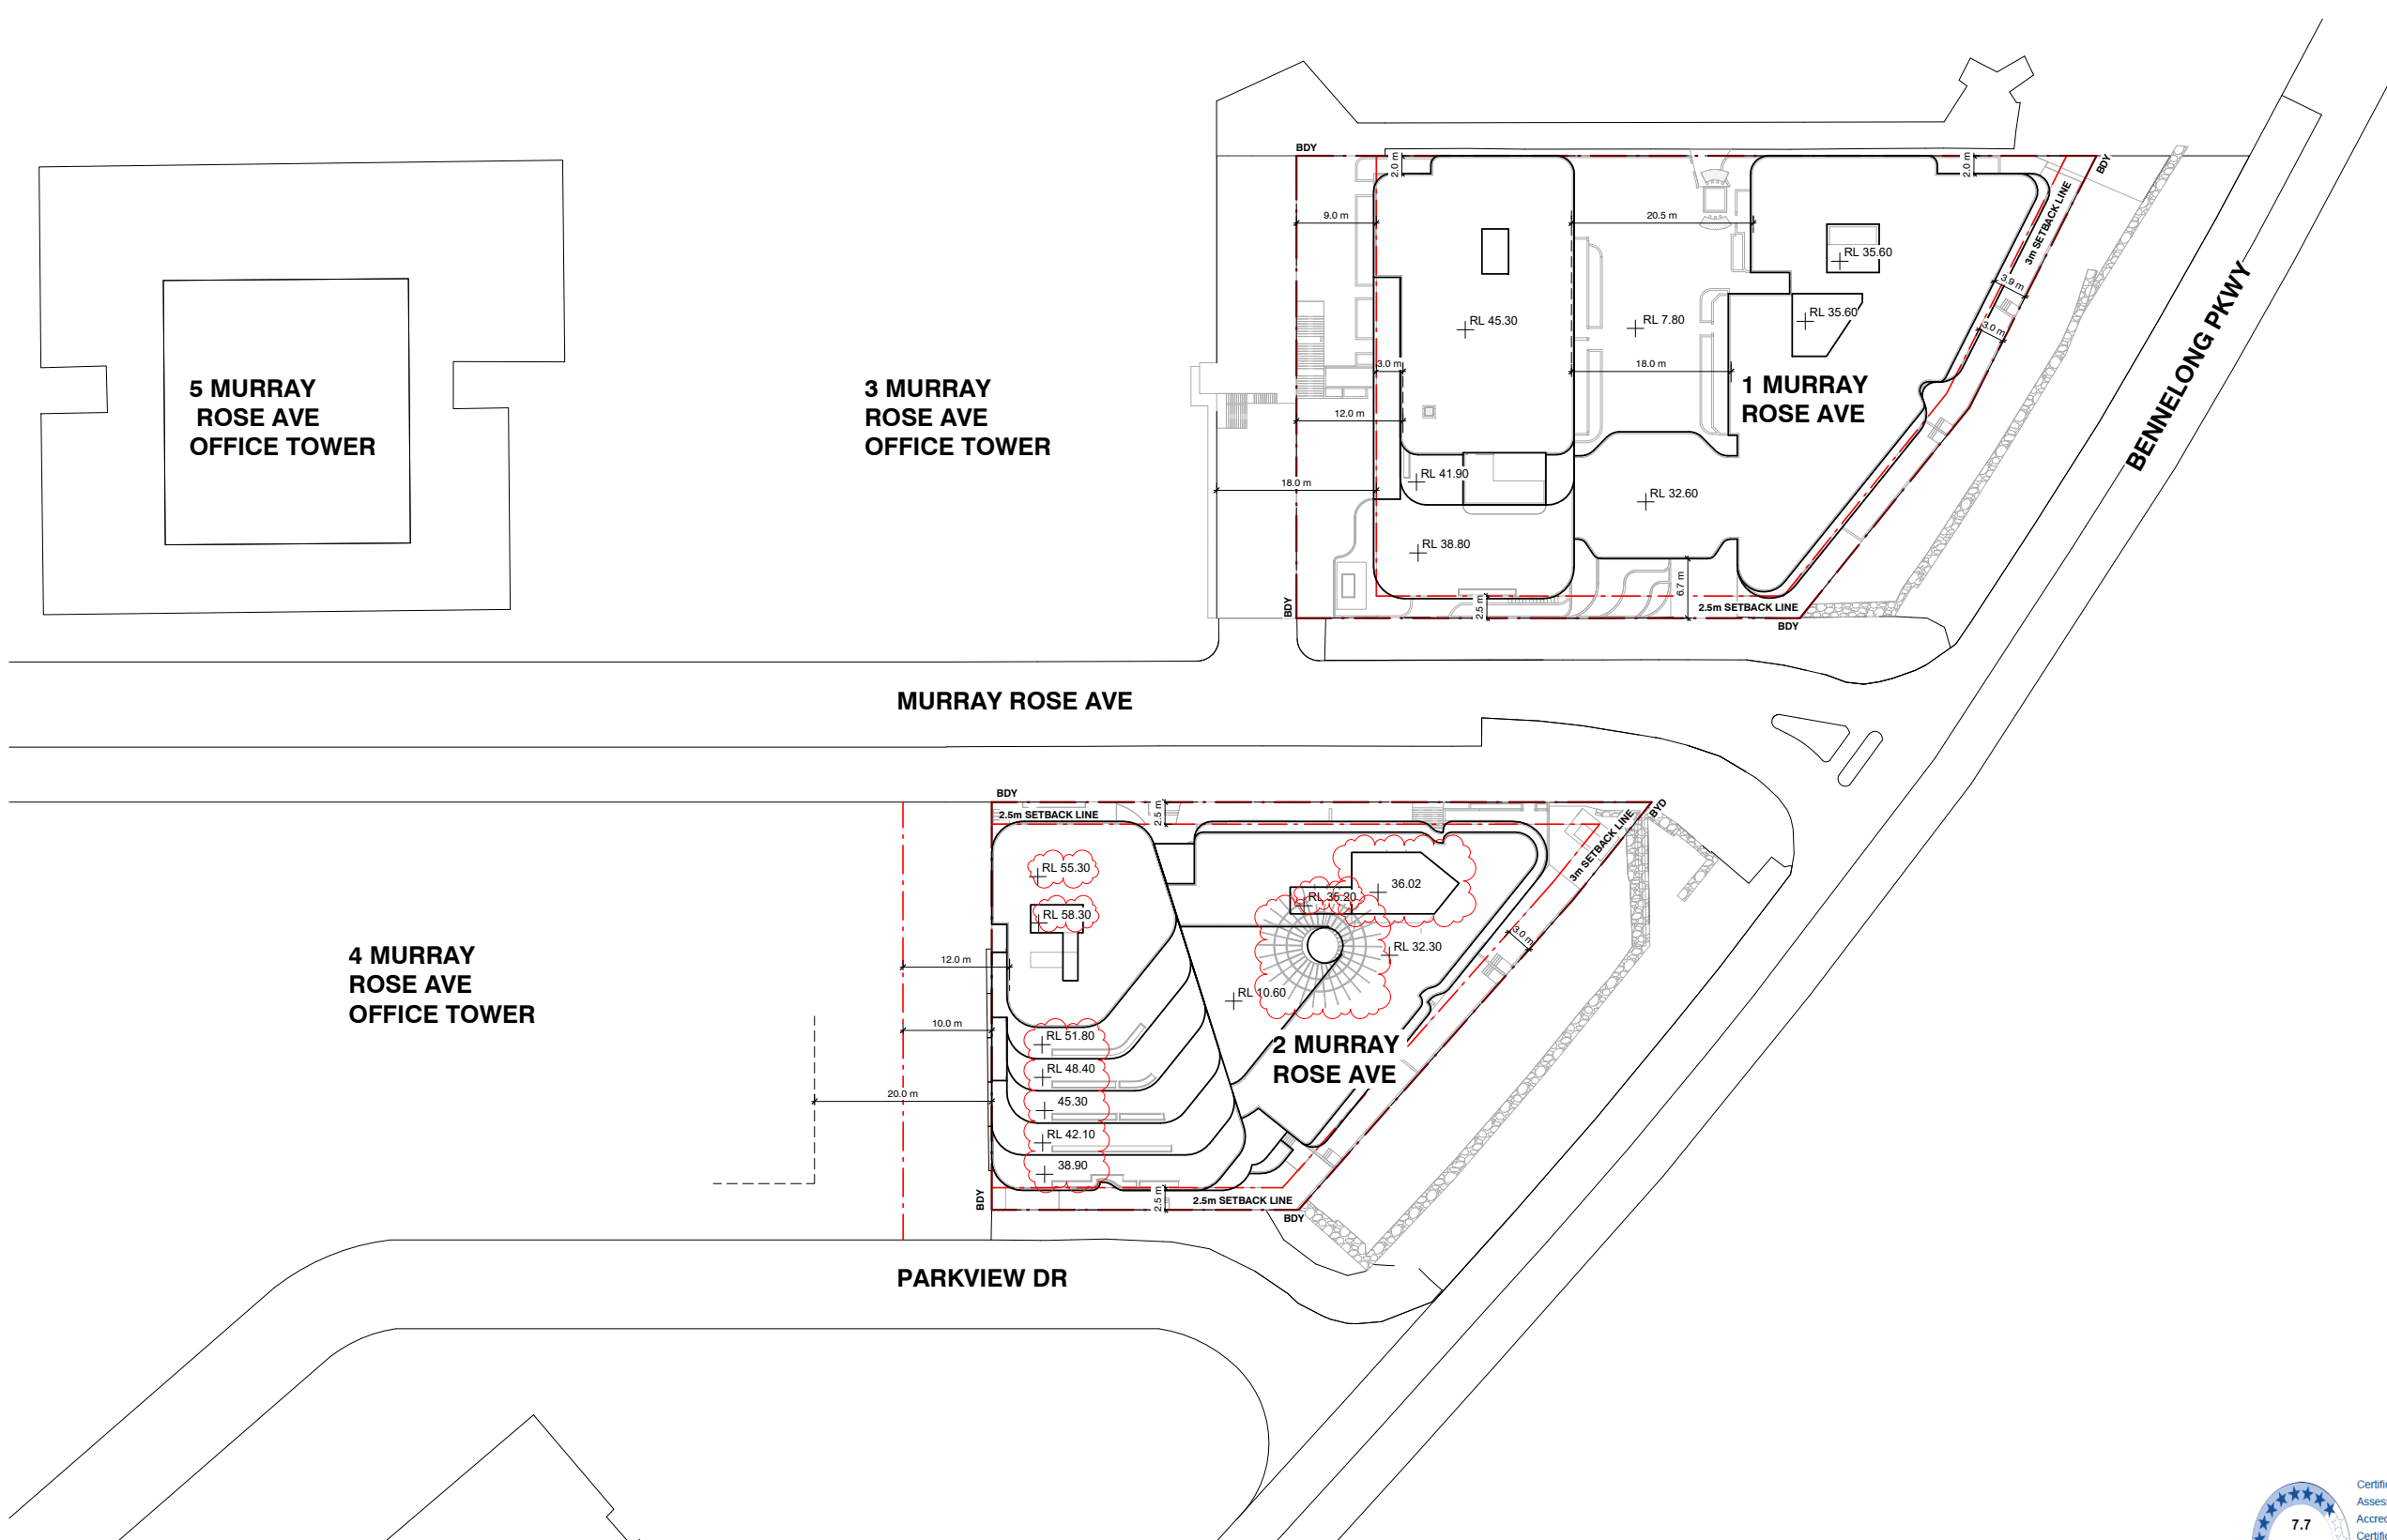 BDY
2.0 m
2.0 m
BDY
3m SETBACK LINE
9.0 m
20.5 m
RL 35.60
3.9 m
RL 45.30
RL 7.80
RL 35.60
3.0 m
BENNELONG PKWY
3.0 m
18.0 m
5 MURRAY
ROSE AVE
OFFICE TOWER
3 MURRAY
ROSE AVE
OFFICE TOWER
1 MURRAY
ROSE AVE
12.0 m
RL 41.90
18.0 m
RL 32.60
RL 38.80
6.7 m
BDY
2.5 m
2.5m SETBACK LINE
BDY
MURRAY ROSE AVE
BDY
2.5m SETBACK LINE
2.5 m
BYD
3m SETBACK LINE
RL 55.30
36.02
RL 35.20
RL 58.30
3.0 m
RL 32.30
4 MURRAY
ROSE AVE
OFFICE TOWER
12.0 m
RL 10.60
10.0 m
RL 51.80
2 MURRAY
ROSE AVE
RL 48.40
20.0 m
45.30
RL 42.10
38.90
BDY
2.5 m
2.5m SETBACK LINE
BDY
PARKVIEW DR
7.7